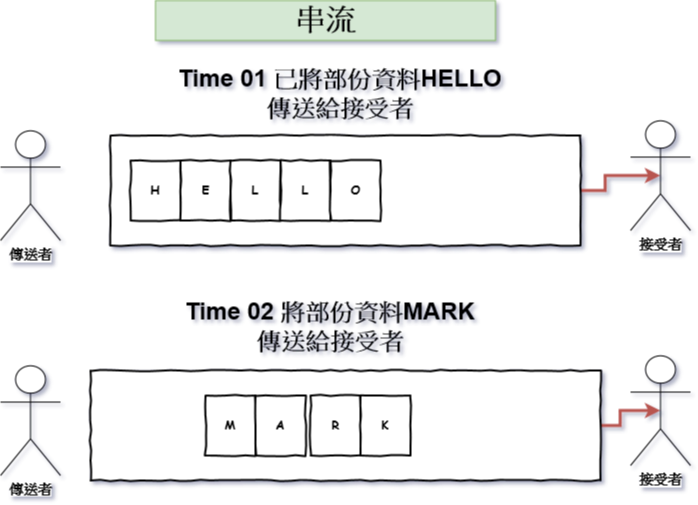 串流
Time 01 已將部份資料HELLO
傳送給接受者
H E L L O
傳送者
接受者
Time 02 將部份資料MARK
傳送給接受者
M A R K
傳送者
接受者